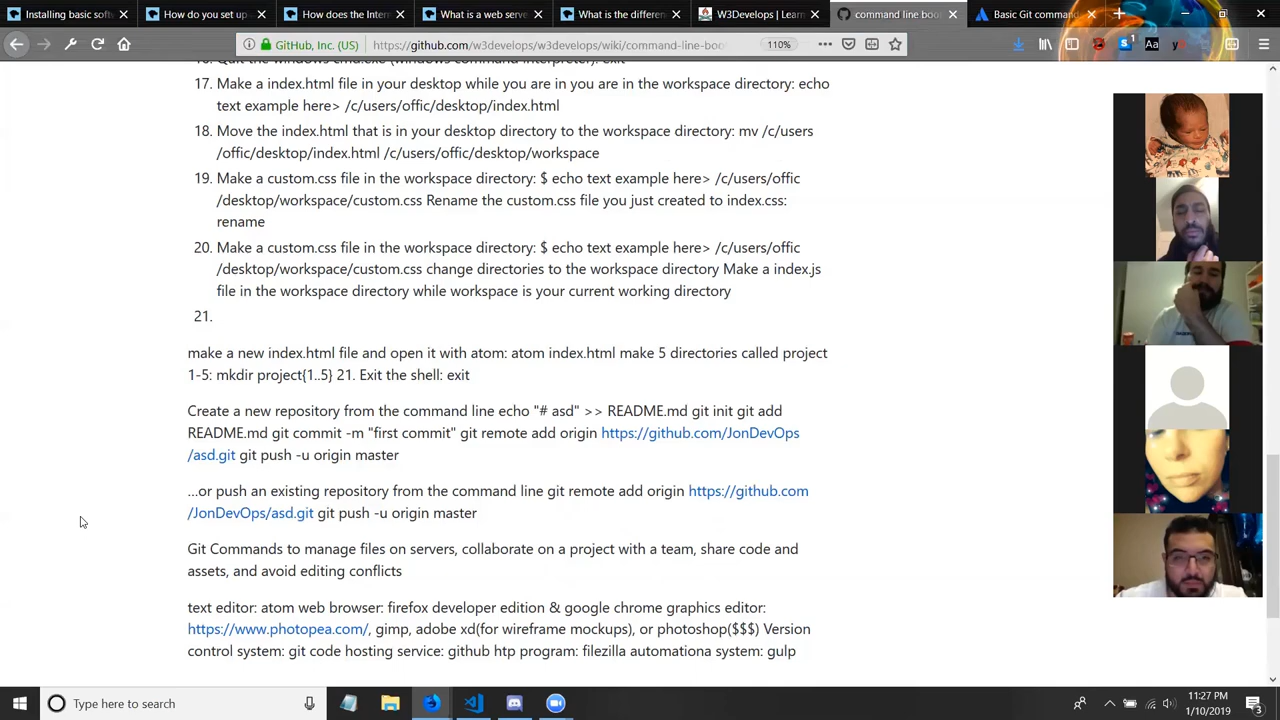 Installing basic softw
How do you set up
How does the Inter
What is a web serve
What is the differen
W3Develops | Learn
command line boo
Basic Git command
GitHub, Inc. (US)
https://github.com/w3develops/w3develops/wiki/command-line-boo
110%
17. Make a index.html file in your desktop while you are in you are in the workspace directory: echo
text example here> /c/users/offic/desktop/index.html
18. Move the index.html that is in your desktop directory to the workspace directory: mv /c/users
/offic/desktop/index.html /c/users/offic/desktop/workspace
19. Make a custom.css file in the workspace directory: $ echo text example here> /c/users/offic
/desktop/workspace/custom.css Rename the custom.css file you just created to index.css:
rename
20. Make a custom.css file in the workspace directory: $ echo text example here> /c/users/offic
/desktop/workspace/custom.css change directories to the workspace directory Make a index.js
file in the workspace directory while workspace is your current working directory
21.
make a new index.html file and open it with atom: atom index.html make 5 directories called project
1-5: mkdir project{1..5} 21. Exit the shell: exit
Create a new repository from the command line echo "# asd" >> README.md git init git add
README.md git commit -m "first commit" git remote add origin https://github.com/JonDevOps
/asd.git git push -u origin master
...or push an existing repository from the command line git remote add origin https://github.com
/JonDevOps/asd.git git push -u origin master
Git Commands to manage files on servers, collaborate on a project with a team, share code and
assets, and avoid editing conflicts
text editor: atom web browser: firefox developer edition & google chrome graphics editor:
https://www.photopea.com/, gimp, adobe xd(for wireframe mockups), or photoshop($$$) Version
control system: git code hosting service: github htp program: filezilla automationa system: gulp
Type here to search
11:27 PM
1/10/2019